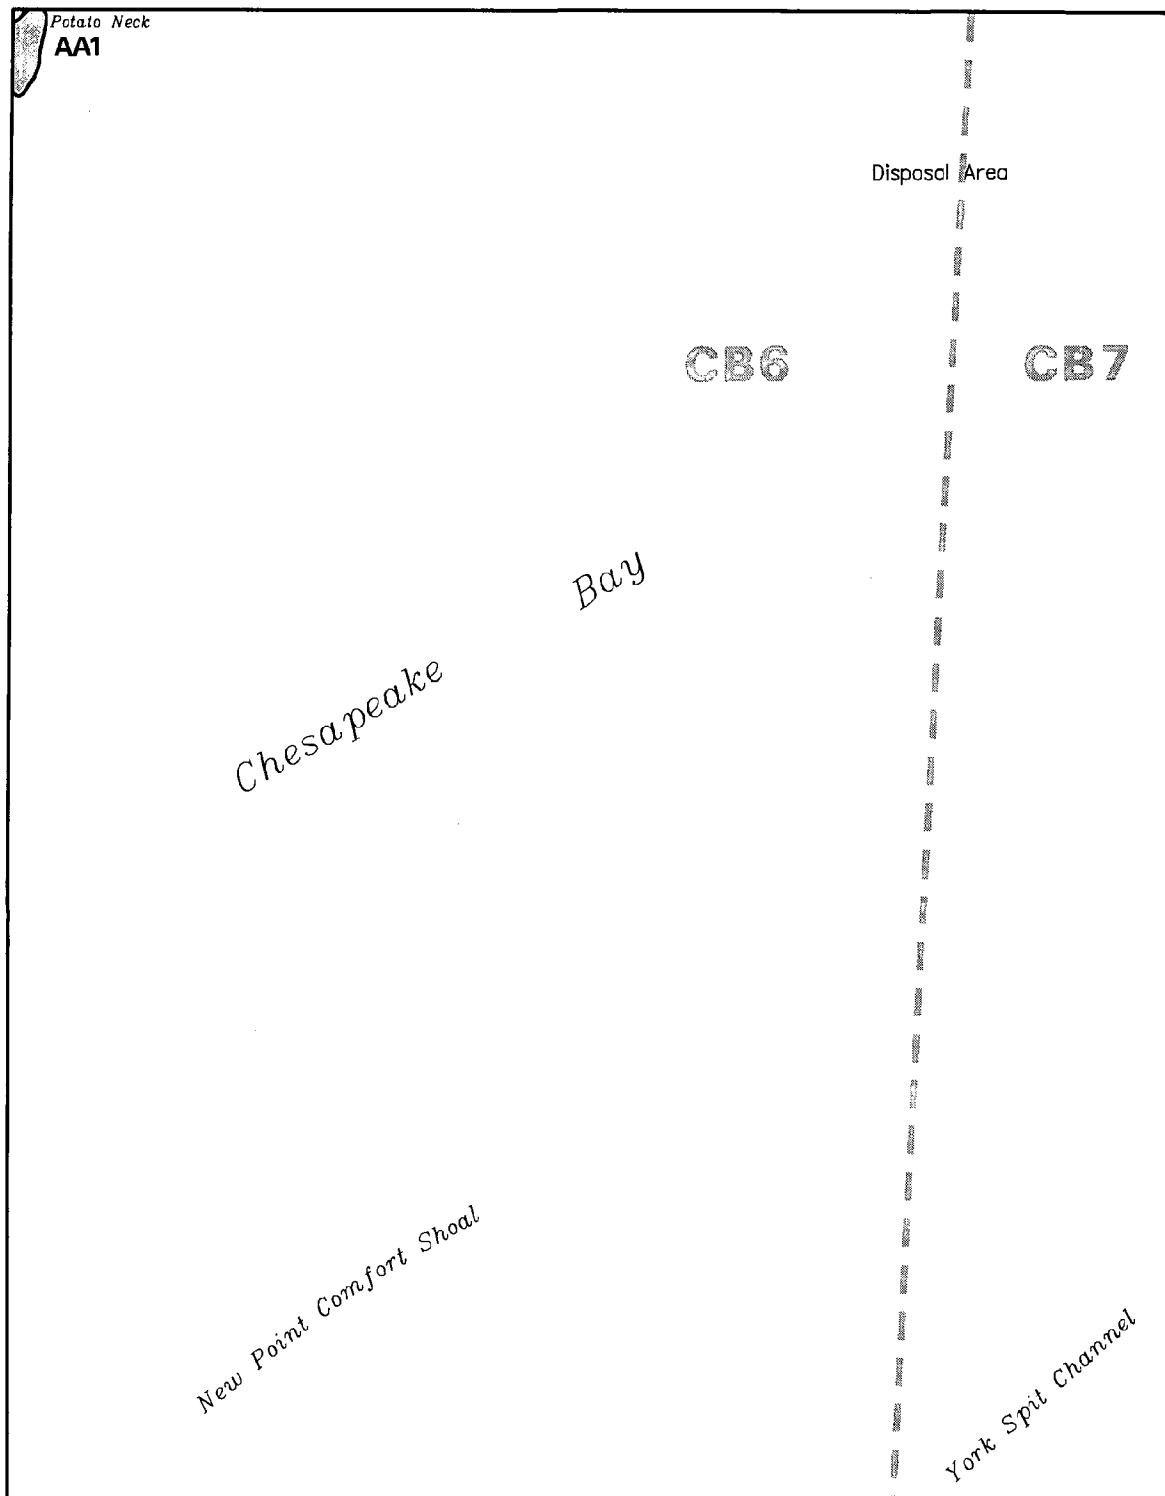 Potato Neck
AA1
Disposal Area
CB6
CB7
Chesapeake Bay
New Point Comfort Shoal
York Spit Channel